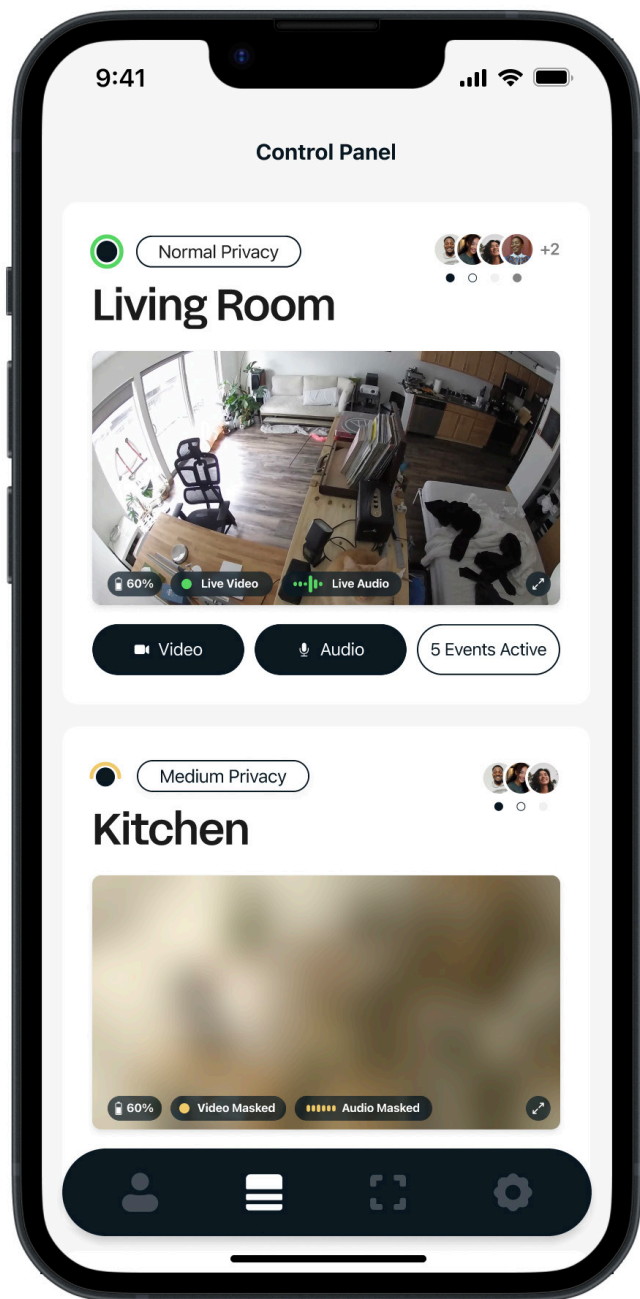 9:41
Control Panel
Normal Privacy
+2
Living Room
60%
Live Video
Live Audio
Video
Audio
5 Events Active
Medium Privacy
Kitchen
60%
Video Masked
Audio Masked